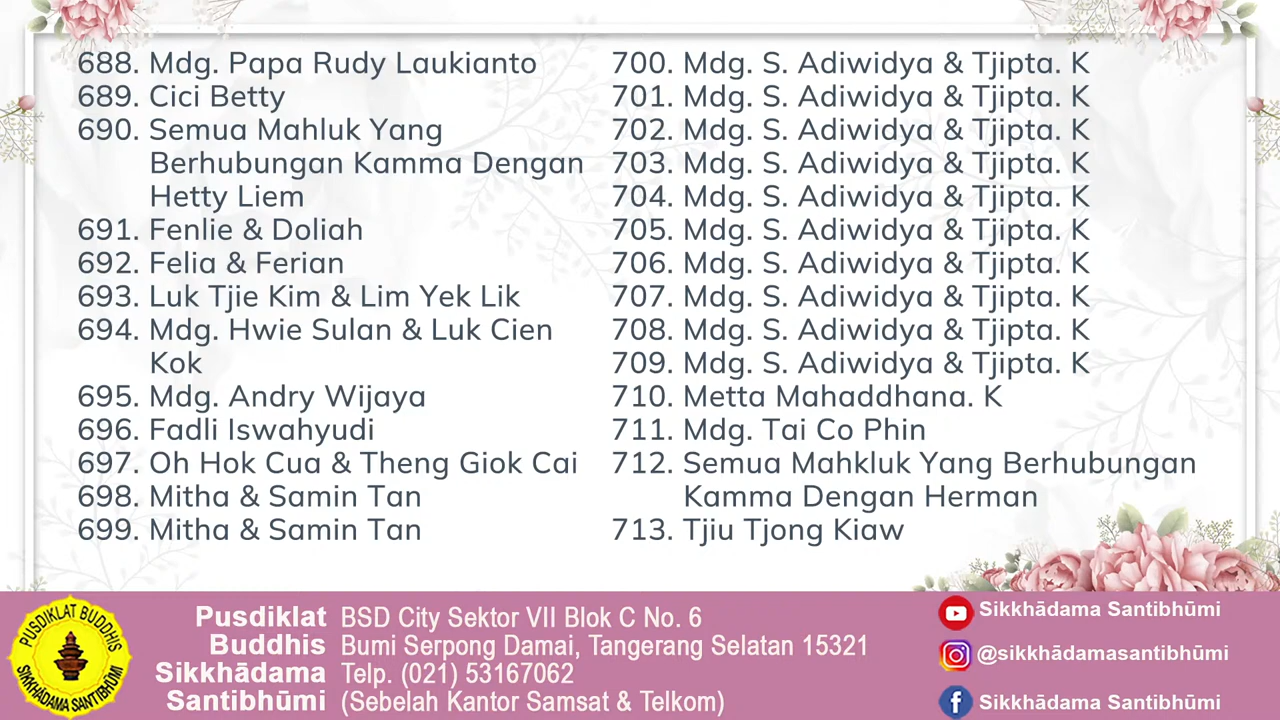 688. Mdg. Papa Rudy Laukianto
689. Cici Betty
690. Semua Mahluk Yang
Berhubungan Kamma Dengan
Hetty Liem
691. Fenlie & Doliah
692. Felia & Ferian
693. Luk Tjie Kim & Lim Yek Lik
694. Mdg. Hwie Sulan & Luk Cien
Kok
695. Mdg. Andry Wijaya
696. Fadli Iswahyudi
697. Oh Hok Cua & Theng Giok Cai
698. Mitha & Samin Tan
699. Mitha & Samin Tan
700. Mdg. S. Adiwidya & Tjipta. K
701. Mdg. S. Adiwidya & Tjipta. K
702. Mdg. S. Adiwidya & Tjipta. K
703. Mdg. S. Adiwidya & Tjipta. K
704. Mdg. S. Adiwidya & Tjipta. K
705. Mdg. S. Adiwidya & Tjipta. K
706. Mdg. S. Adiwidya & Tjipta. K
707. Mdg. S. Adiwidya & Tjipta. K
708. Mdg. S. Adiwidya & Tjipta. K
709. Mdg. S. Adiwidya & Tjipta. K
710. Metta Mahaddhana. K
711. Mdg. Tai Co Phin
712. Semua Mahkluk Yang Berhubungan
Kamma Dengan Herman
713. Tjiu Tjong Kiaw
PUSDIKLAT BUDDHIS
SIKKHĀDAMA SANTIBHŪMI
Pusdiklat
Buddhis
Sikkhādama
Santibhūmi
BSD City Sektor VII Blok C No. 6
Bumi Serpong Damai, Tangerang Selatan 15321
Telp. (021) 53167062
(Sebelah Kantor Samsat & Telkom)
Sikkhādama Santibhūmi
@sikkhādamasantibhūmi
Sikkhādama Santibhūmi